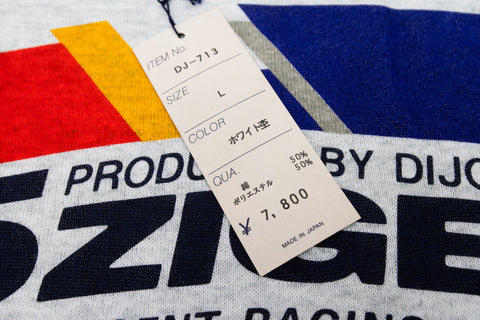 ITEM No.
DJ-713
SIZE
L
COLOR
ホワイト杢
QUA.
綿 50%
ポリエステル 50%
¥ 7,800
MADE IN JAPAN
PRODU BY DIJO
SZIGE
ENT RACING